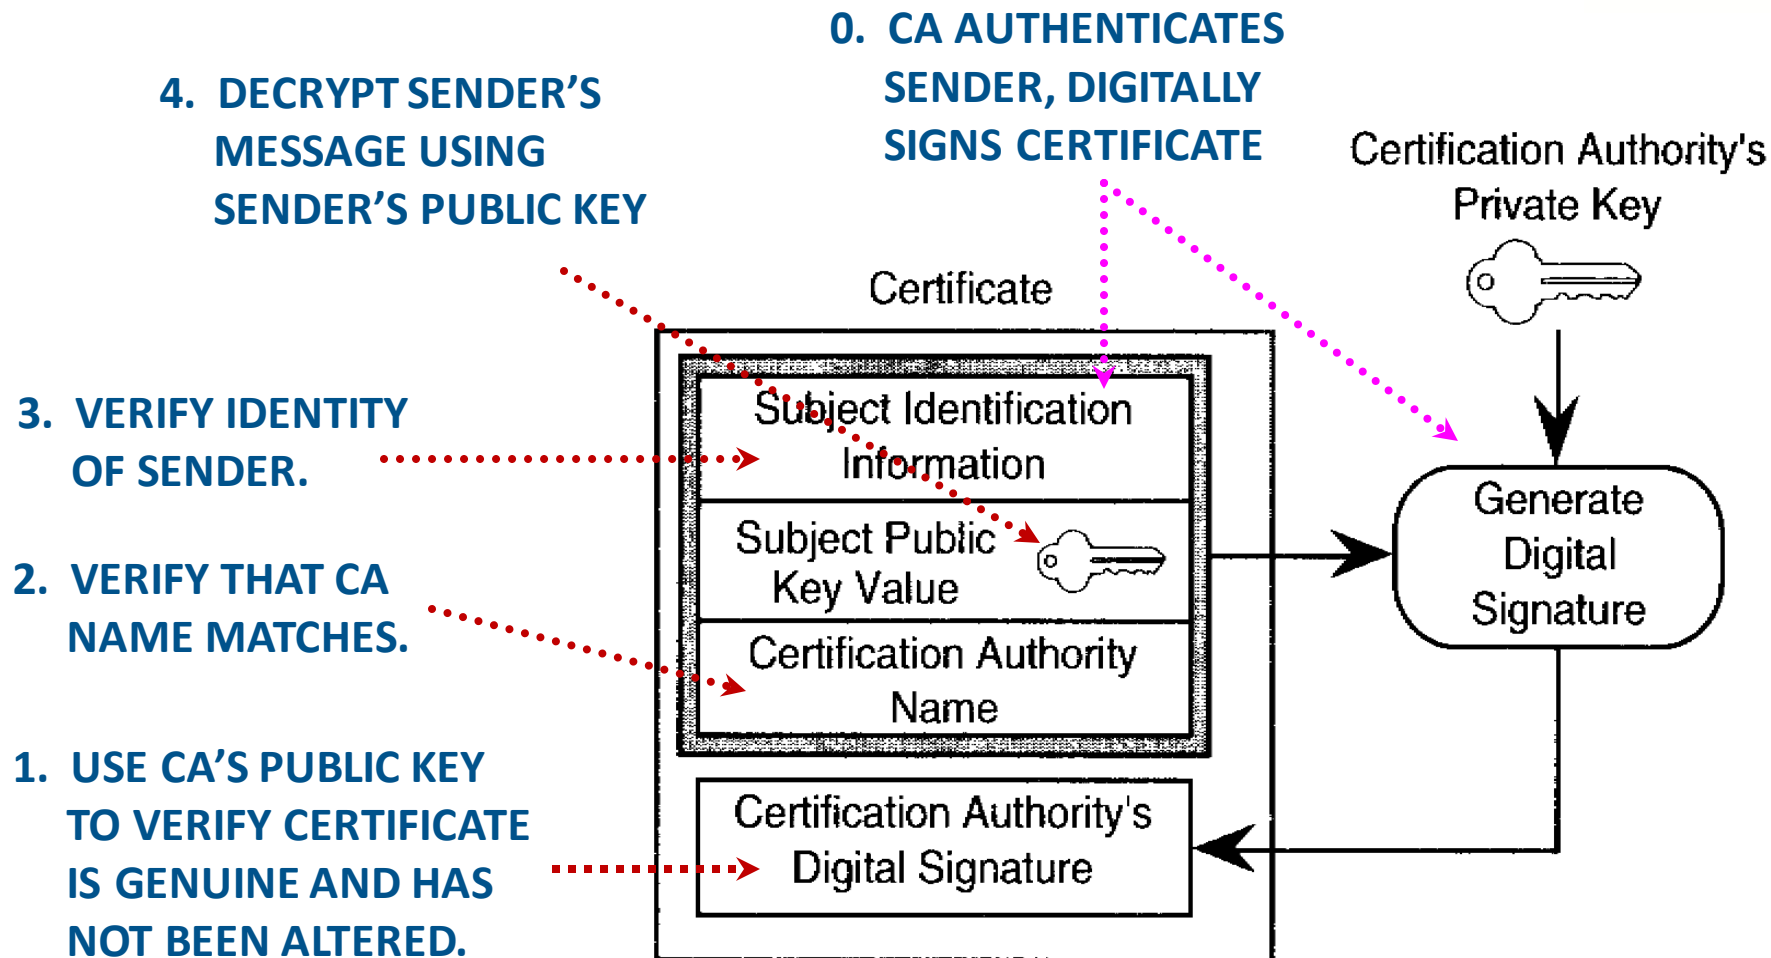 0. CA AUTHENTICATES
SENDER, DIGITALLY
SIGNS CERTIFICATE
4. DECRYPT SENDER’S
MESSAGE USING
SENDER’S PUBLIC KEY
Certification Authority's
Private Key
Certificate
3. VERIFY IDENTITY
OF SENDER.
Subject Identification
Information
Generate
Digital
Signature
Subject Public
Key Value
2. VERIFY THAT CA
NAME MATCHES.
Certification Authority
Name
1. USE CA’S PUBLIC KEY
TO VERIFY CERTIFICATE
IS GENUINE AND HAS
NOT BEEN ALTERED.
Certification Authority's
Digital Signature